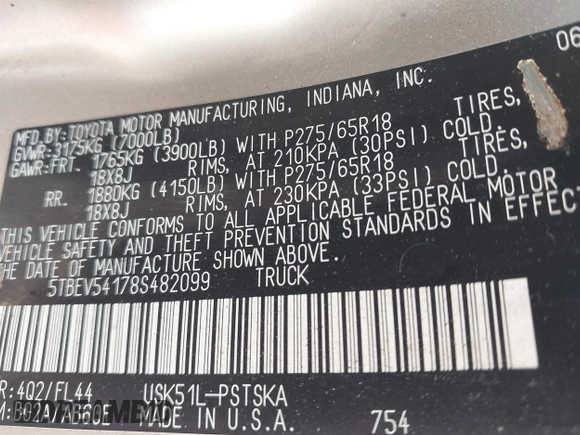 06
MFD.BY:TOYOTA MOTOR MANUFACTURING, INDIANA, INC.
GVWR:3175KG (7000LB)
GAWR:FRT. 1765KG (3900LB) WITH P275/65R18 TIRES,
18X8J RIMS, AT 210KPA (30PSI) COLD.
RR. 1880KG (4150LB) WITH P275/65R18 TIRES,
18X8J RIMS, AT 230KPA (33PSI) COLD.
THIS VEHICLE CONFORMS TO ALL APPLICABLE FEDERAL MOTOR
VEHICLE SAFETY AND THEFT PREVENTION STANDARDS IN EFFEC
THE DATE OF MANUFACTURE SHOWN ABOVE.
5TBEV54178S482099 TRUCK
R:4Q2/FL44 USK51L-PSTSKA
MADE IN U.S.A. 754